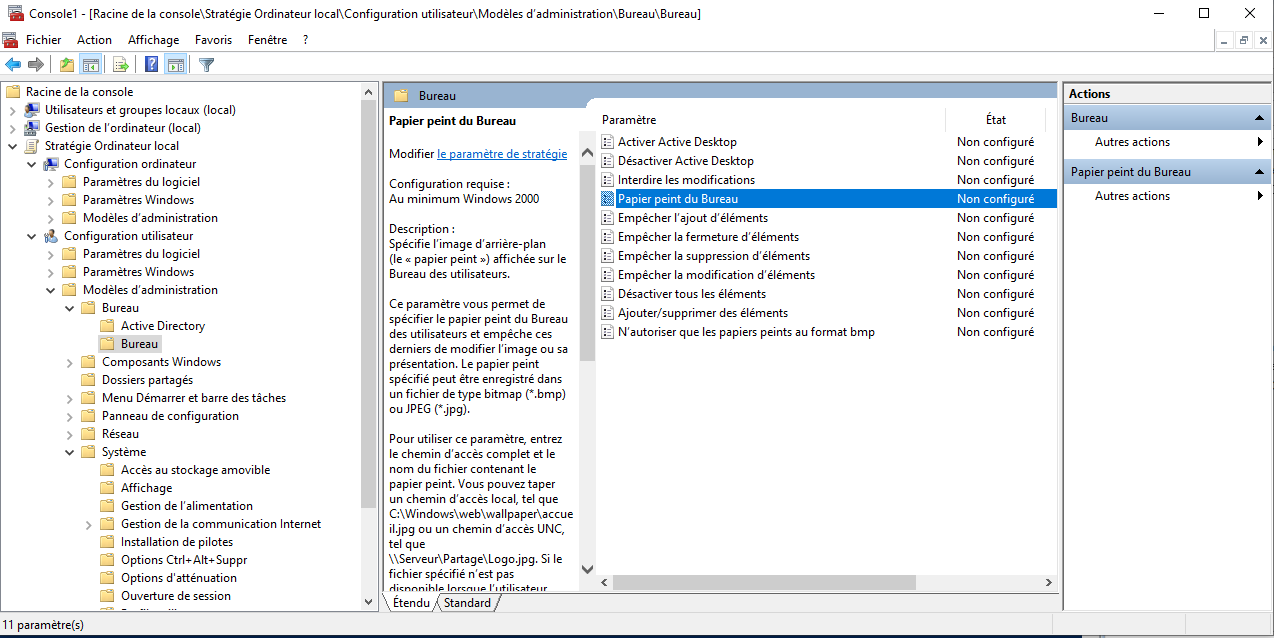 Console1 - [Racine de la console\Stratégie Ordinateur local\Configuration utilisateur\Modèles d'administration\Bureau\Bureau]
Fichier Action Affichage Favoris Fenêtre ?
Racine de la console
Utilisateurs et groupes locaux (local)
Gestion de l'ordinateur (local)
Stratégie Ordinateur local
Configuration ordinateur
Paramètres du logiciel
Paramètres Windows
Modèles d'administration
Configuration utilisateur
Paramètres du logiciel
Paramètres Windows
Modèles d'administration
Bureau
Active Directory
Bureau
Composants Windows
Dossiers partagés
Menu Démarrer et barre des tâches
Panneau de configuration
Réseau
Système
Accès au stockage amovible
Affichage
Gestion de l'alimentation
Gestion de la communication Internet
Installation de pilotes
Options Ctrl+Alt+Suppr
Options d'atténuation
Ouverture de session
Bureau
Papier peint du Bureau
Modifier le paramètre de stratégie
Configuration requise :
Au minimum Windows 2000
Description :
Spécifie l'image d'arrière-plan
(le « papier peint ») affichée sur le
Bureau des utilisateurs.
Ce paramètre vous permet de
spécifier le papier peint du Bureau
des utilisateurs et empêche ces
derniers de modifier l'image ou sa
présentation. Le papier peint
spécifié peut être enregistré dans
un fichier de type bitmap (*.bmp)
ou JPEG (*.jpg).
Pour utiliser ce paramètre, entrez
le chemin d'accès complet et le
nom du fichier contenant le
papier peint. Vous pouvez taper
un chemin d'accès local, tel que
C:\Windows\web\wallpaper\accue
il.jpg ou un chemin d'accès UNC,
tel que
\\Serveur\Partage\Logo.jpg. Si le
fichier spécifié n'est pas
disponible lorsque l'utilisateur
Paramètre État
Activer Active Desktop Non configuré
Désactiver Active Desktop Non configuré
Interdire les modifications Non configuré
Papier peint du Bureau Non configuré
Empêcher l'ajout d'éléments Non configuré
Empêcher la fermeture d'éléments Non configuré
Empêcher la suppression d'éléments Non configuré
Empêcher la modification d'éléments Non configuré
Désactiver tous les éléments Non configuré
Ajouter/supprimer des éléments Non configuré
N'autoriser que les papiers peints au format bmp Non configuré
Étendu Standard
Actions
Bureau
Autres actions
Papier peint du Bureau
Autres actions
11 paramètre(s)